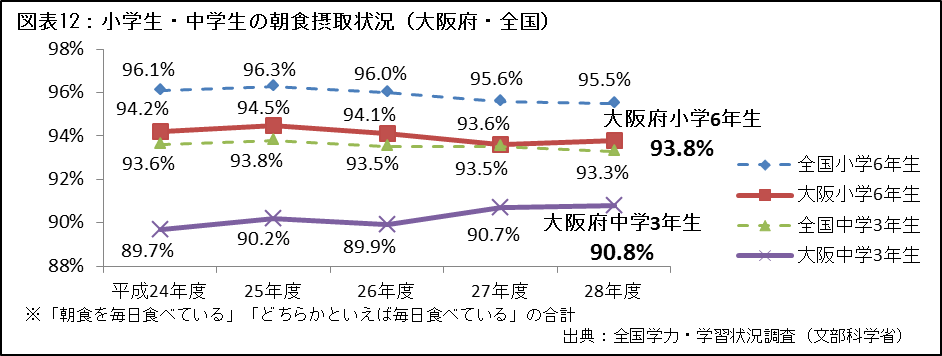 図表12：小学生・中学生の朝食摂取状況（大阪府・全国）
98%
96%
94%
92%
90%
88%
96.1%
96.3%
96.0%
95.6%
95.5%
94.2%
94.5%
94.1%
93.6%
大阪府小学6年生
93.8%
93.6%
93.8%
93.5%
93.5%
93.3%
大阪府中学3年生
90.8%
89.7%
90.2%
89.9%
90.7%
全国小学6年生
大阪小学6年生
全国中学3年生
大阪中学3年生
平成24年度
25年度
26年度
27年度
28年度
※「朝食を毎日食べている」「どちらかといえば毎日食べている」の合計
出典：全国学力・学習状況調査（文部科学省）